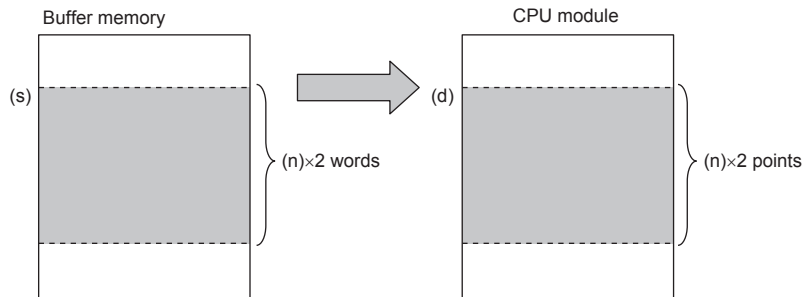 Buffer memory
CPU module
(s)
(d)
(n)×2 words
(n)×2 points